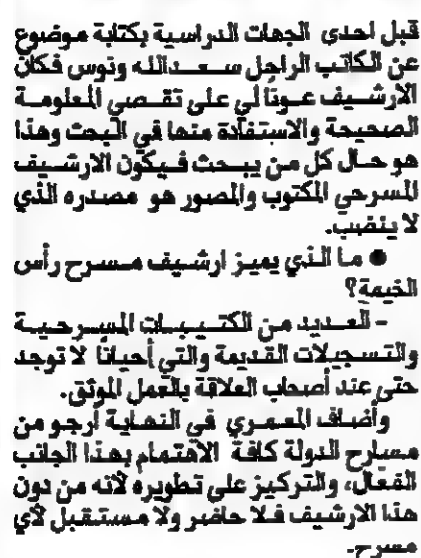 قبل احدى الجهات الدراسية بكتابة موضوع
عن الكاتب الراحل سعدالله ونوس فكان
الارشيف عوناً لي على تقصي المعلومة
الصحيحة والاستفادة منها في البحث وهذا
هو حال كل من يبحث فيكون الارشيف
المسرحي المكتوب والمصور هو مصدره الذي
لا ينضب.
● ما الذي يميز ارشيف مسرح رأس
الخيمة؟
- العديد من الكتيبات المسرحية
والتسجيلات القديمة والتي أحياناً لا توجد
حتى عند أصحاب العلاقة بالعمل الموثق.
وأضاف المعمري في النهاية أرجو من
مسارح الدولة كافة الاهتمام بهذا الجانب
الفعال، والتركيز على تطويره لأنه من دون
هذا الارشيف فلا حاضر ولا مستقبل لأي
مسرح.